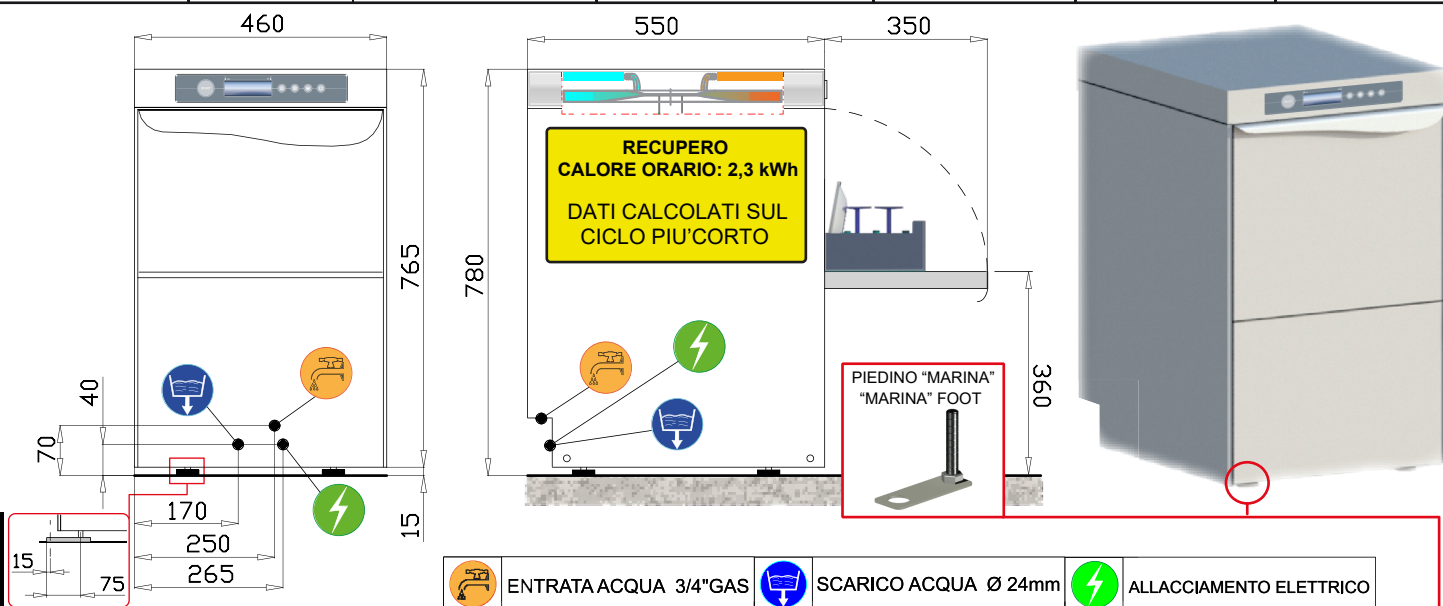 460
550
350
RECUPERO
CALORE ORARIO: 2,3 kWh
DATI CALCOLATI SUL
CICLO PIU'CORTO
765
780
360
40
70
15
170
250
265
15
75
PIEDINO “MARINA”
“MARINA” FOOT
ENTRATA ACQUA 3/4"GAS
SCARICO ACQUA Ø 24mm
ALLACCIAMENTO ELETTRICO